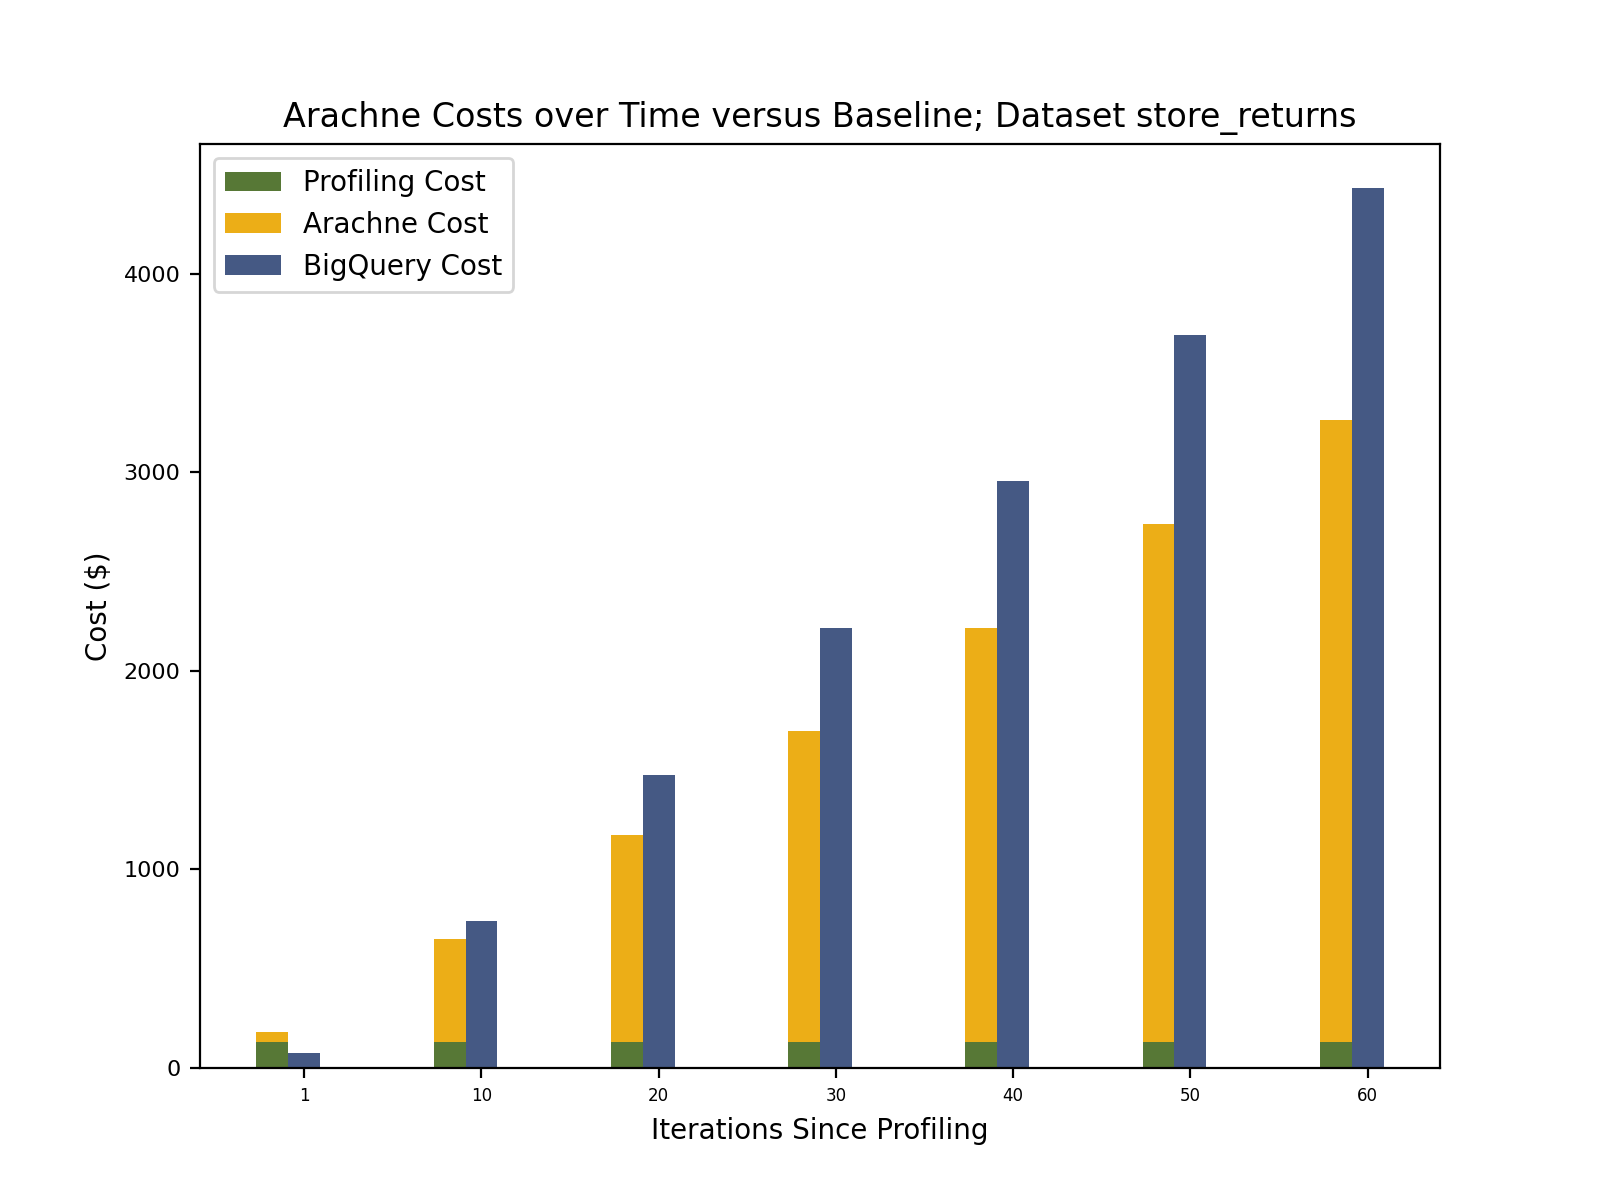 Arachne Costs over Time versus Baseline; Dataset store_returns
Profiling Cost
Arachne Cost
BigQuery Cost
Cost ($)
4000
3000
2000
1000
0
1 10 20 30 40 50 60
Iterations Since Profiling